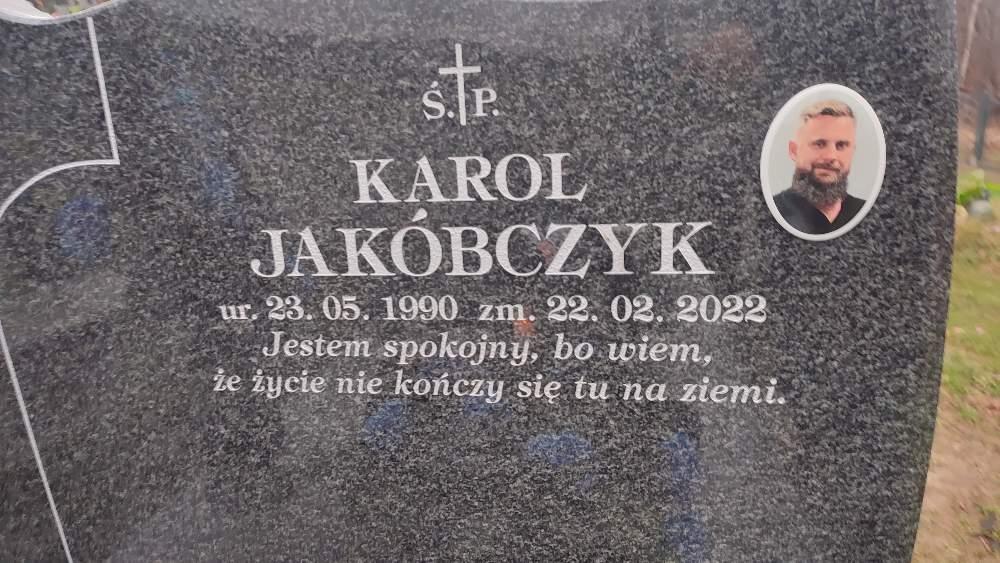 Ś.P.
KAROL
JAKÓBCZYK
ur. 23. 05. 1990 zm. 22. 02. 2022
Jestem spokojny, bo wiem,
że życie nie kończy się tu na ziemi.